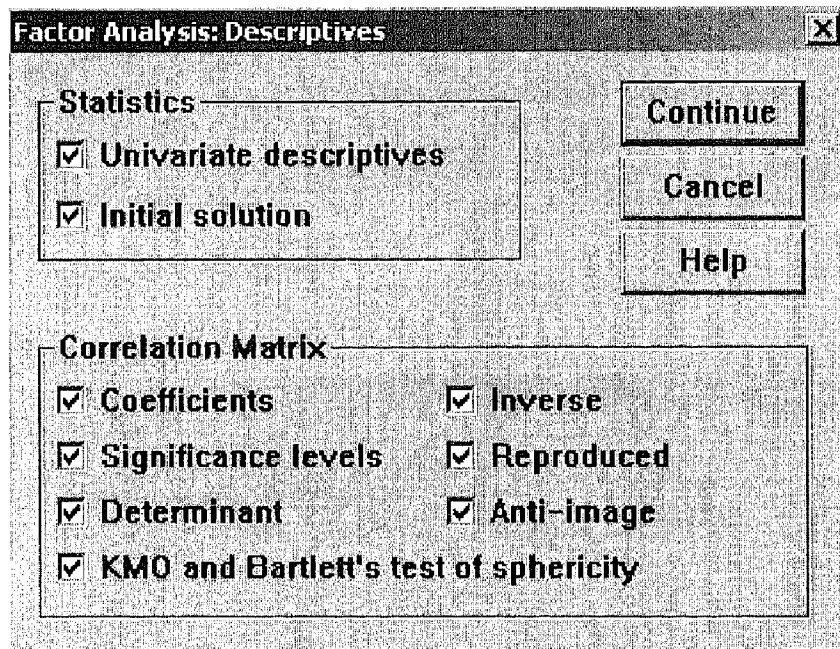 Factor Analysis: Descriptives
Statistics
Univariate descriptives
Initial solution
Continue
Cancel
Help
Correlation Matrix
Coefficients
Inverse
Significance levels
Reproduced
Determinant
Anti-image
KMO and Bartlett's test of sphericity